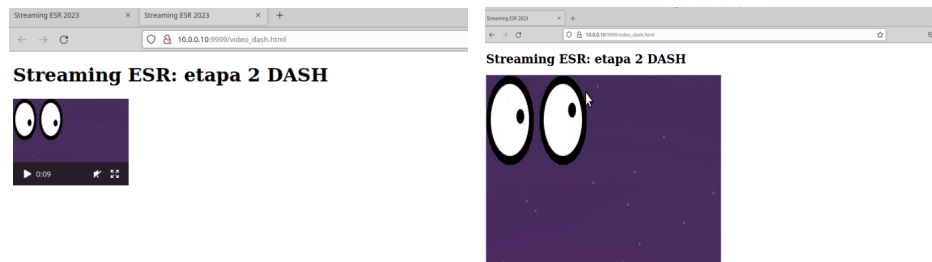 Streaming ESR 2023 × Streaming ESR 2023 × +
10.0.0.10:9999/video_dash.html
Streaming ESR: etapa 2 DASH
0:09
Streaming ESR 2023 × +
10.0.0.10:9999/video_dash.html
Streaming ESR: etapa 2 DASH